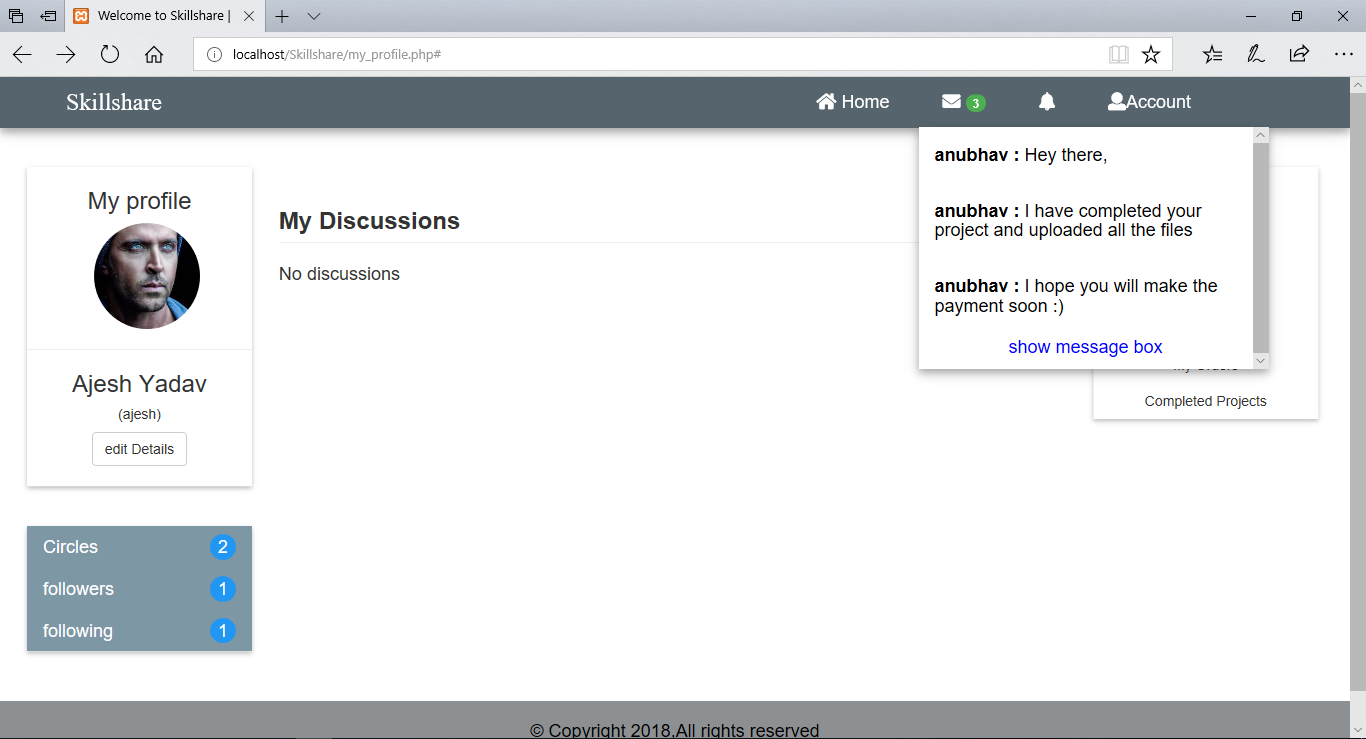 Welcome to Skillshare |
localhost/Skillshare/my_profile.php#
Skillshare
Home
3
Account
My profile
Ajesh Yadav
(ajesh)
edit Details
Circles 2
followers 1
following 1
My Discussions
No discussions
anubhav : Hey there,
anubhav : I have completed your
project and uploaded all the files
anubhav : I hope you will make the
payment soon :)
show message box
Completed Projects
© Copyright 2018,All rights reserved